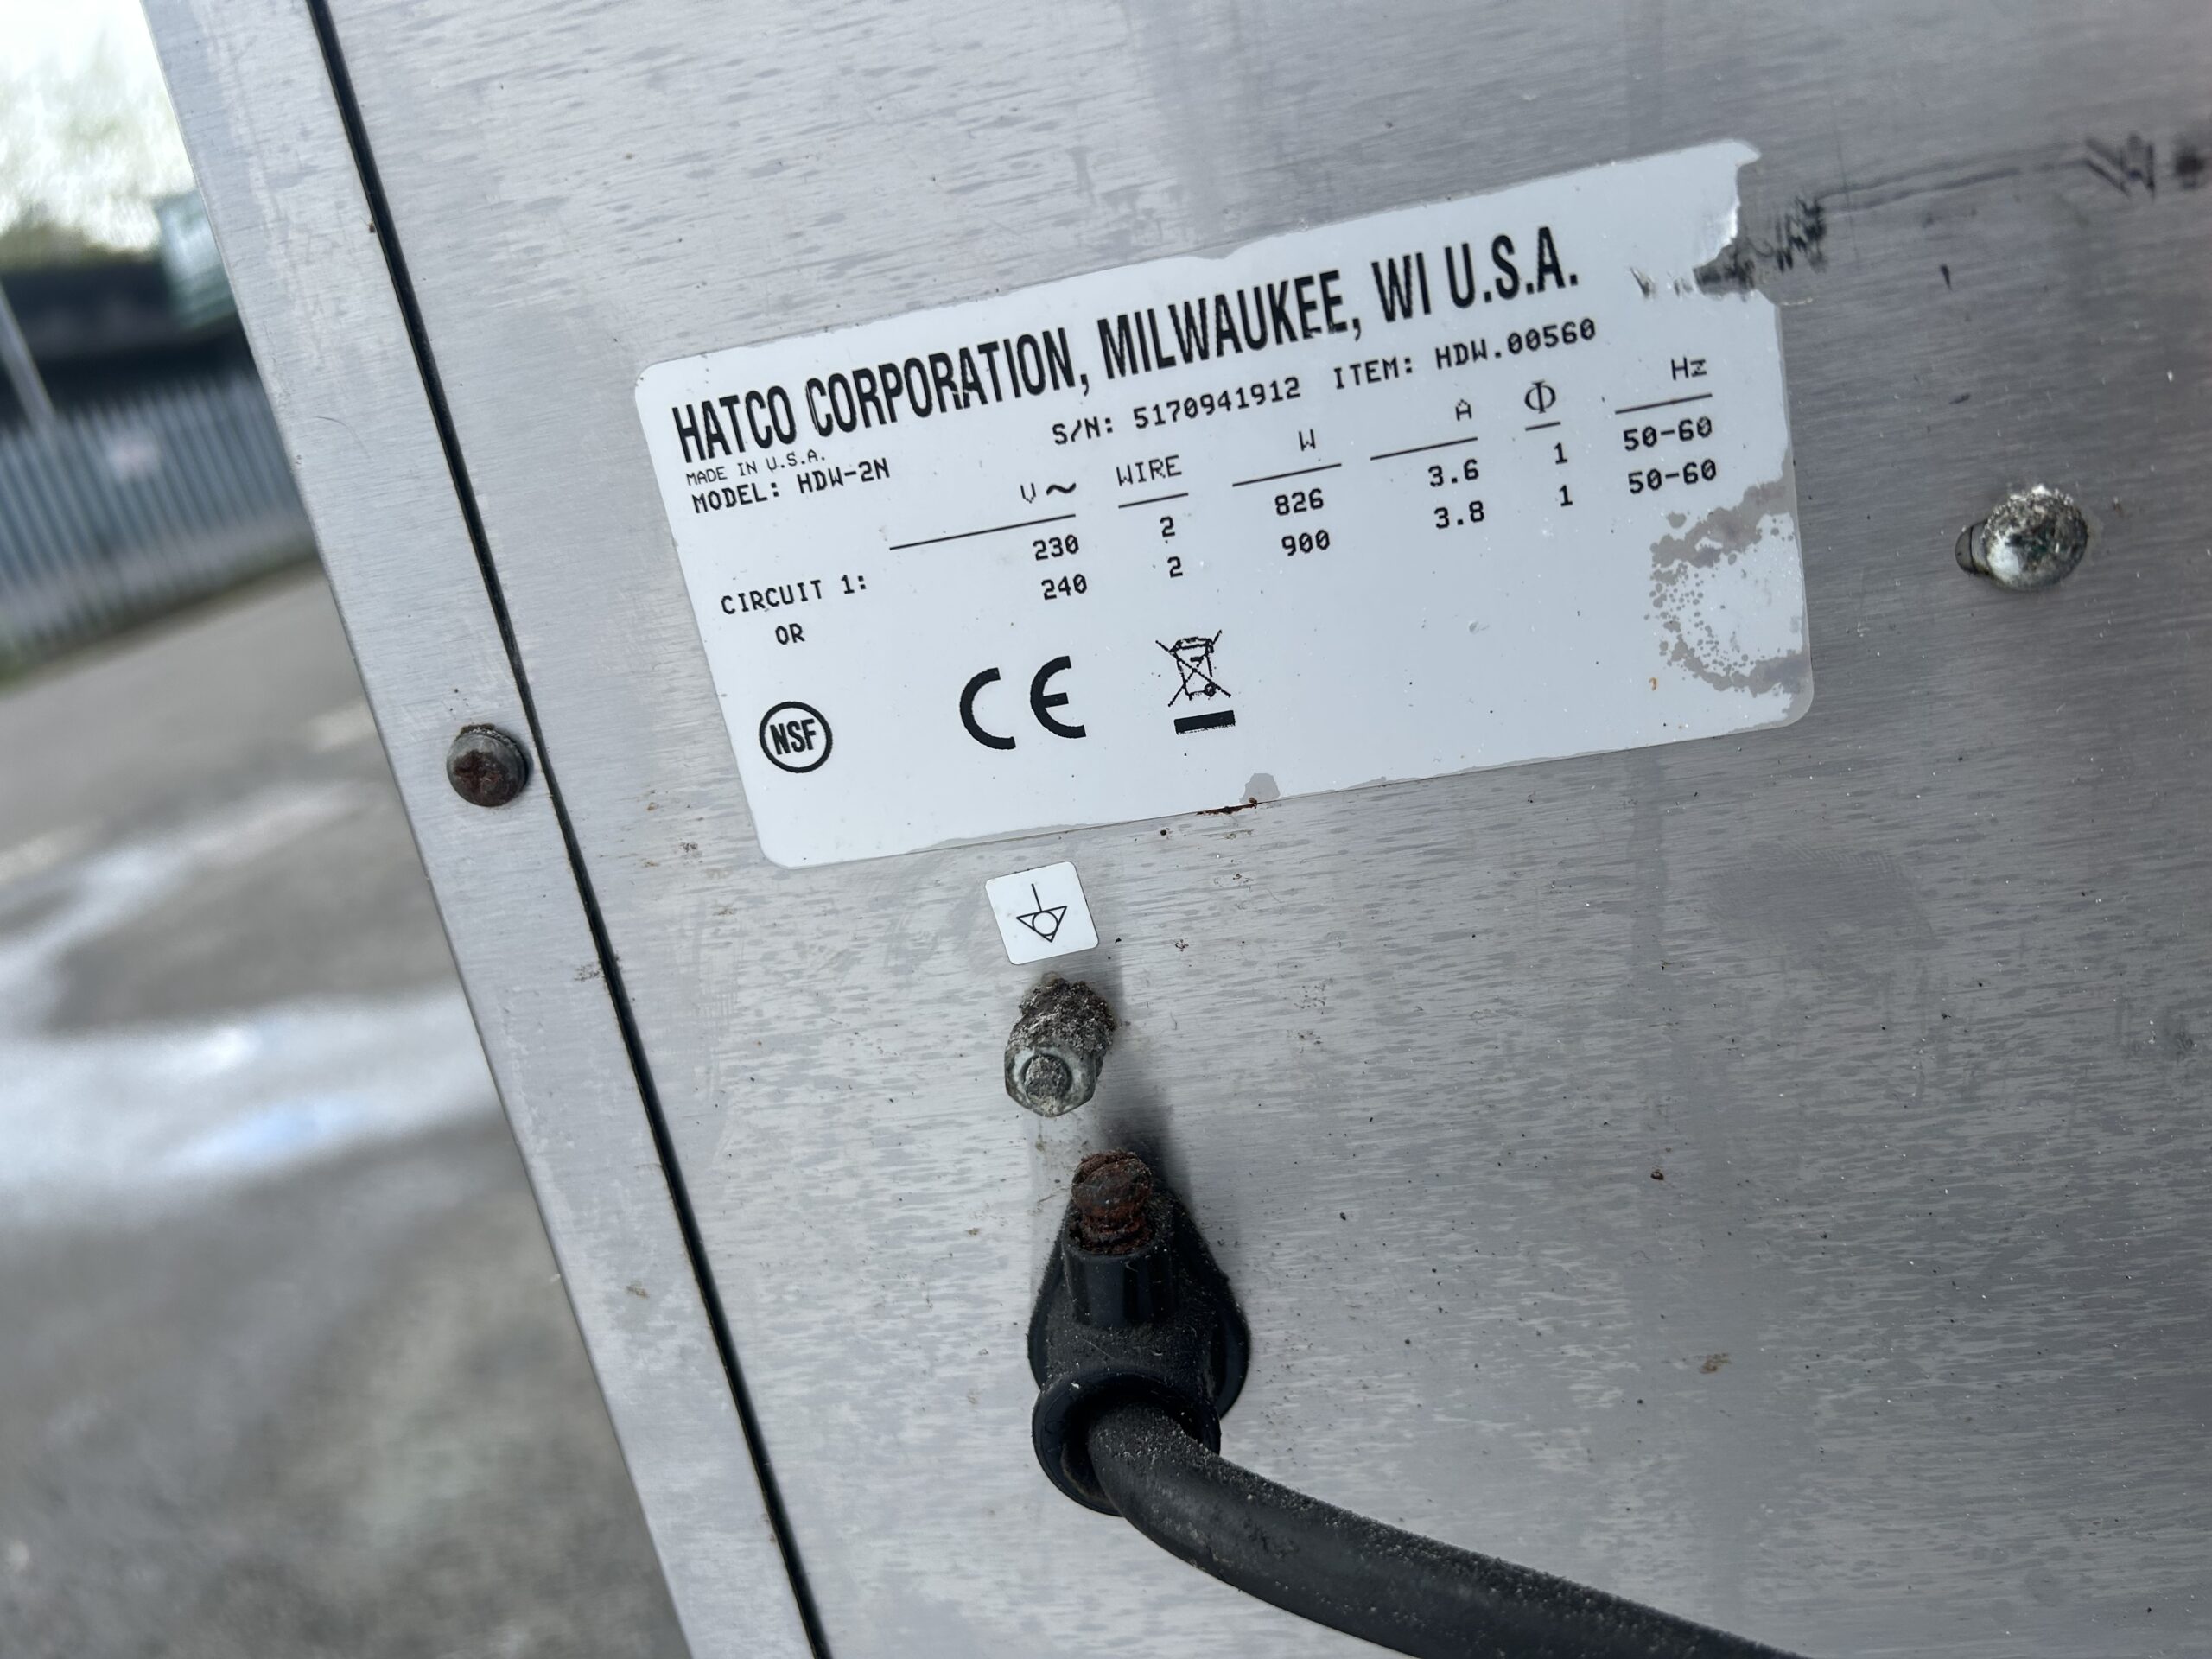 HATCO CORPORATION, MILWAUKEE, WI U.S.A.
MADE IN U.S.A.
S/N: 5170941912 ITEM: HDW.00560
MODEL: HDW-2N
V~ WIRE W A Φ Hz
CIRCUIT 1: 230 2 826 3.6 1 50-60
OR 240 2 900 3.8 1 50-60
NSF CE